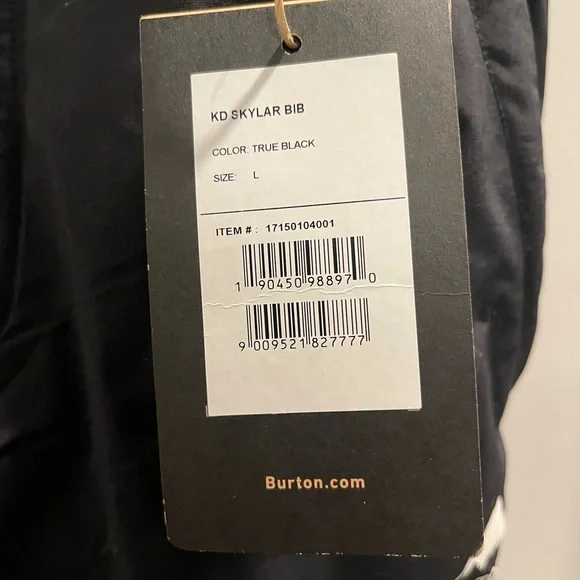 KD SKYLAR BIB
COLOR: TRUE BLACK
SIZE: L
ITEM # : 17150104001
1 90450 98897 0
9 009521 827777
Burton.com